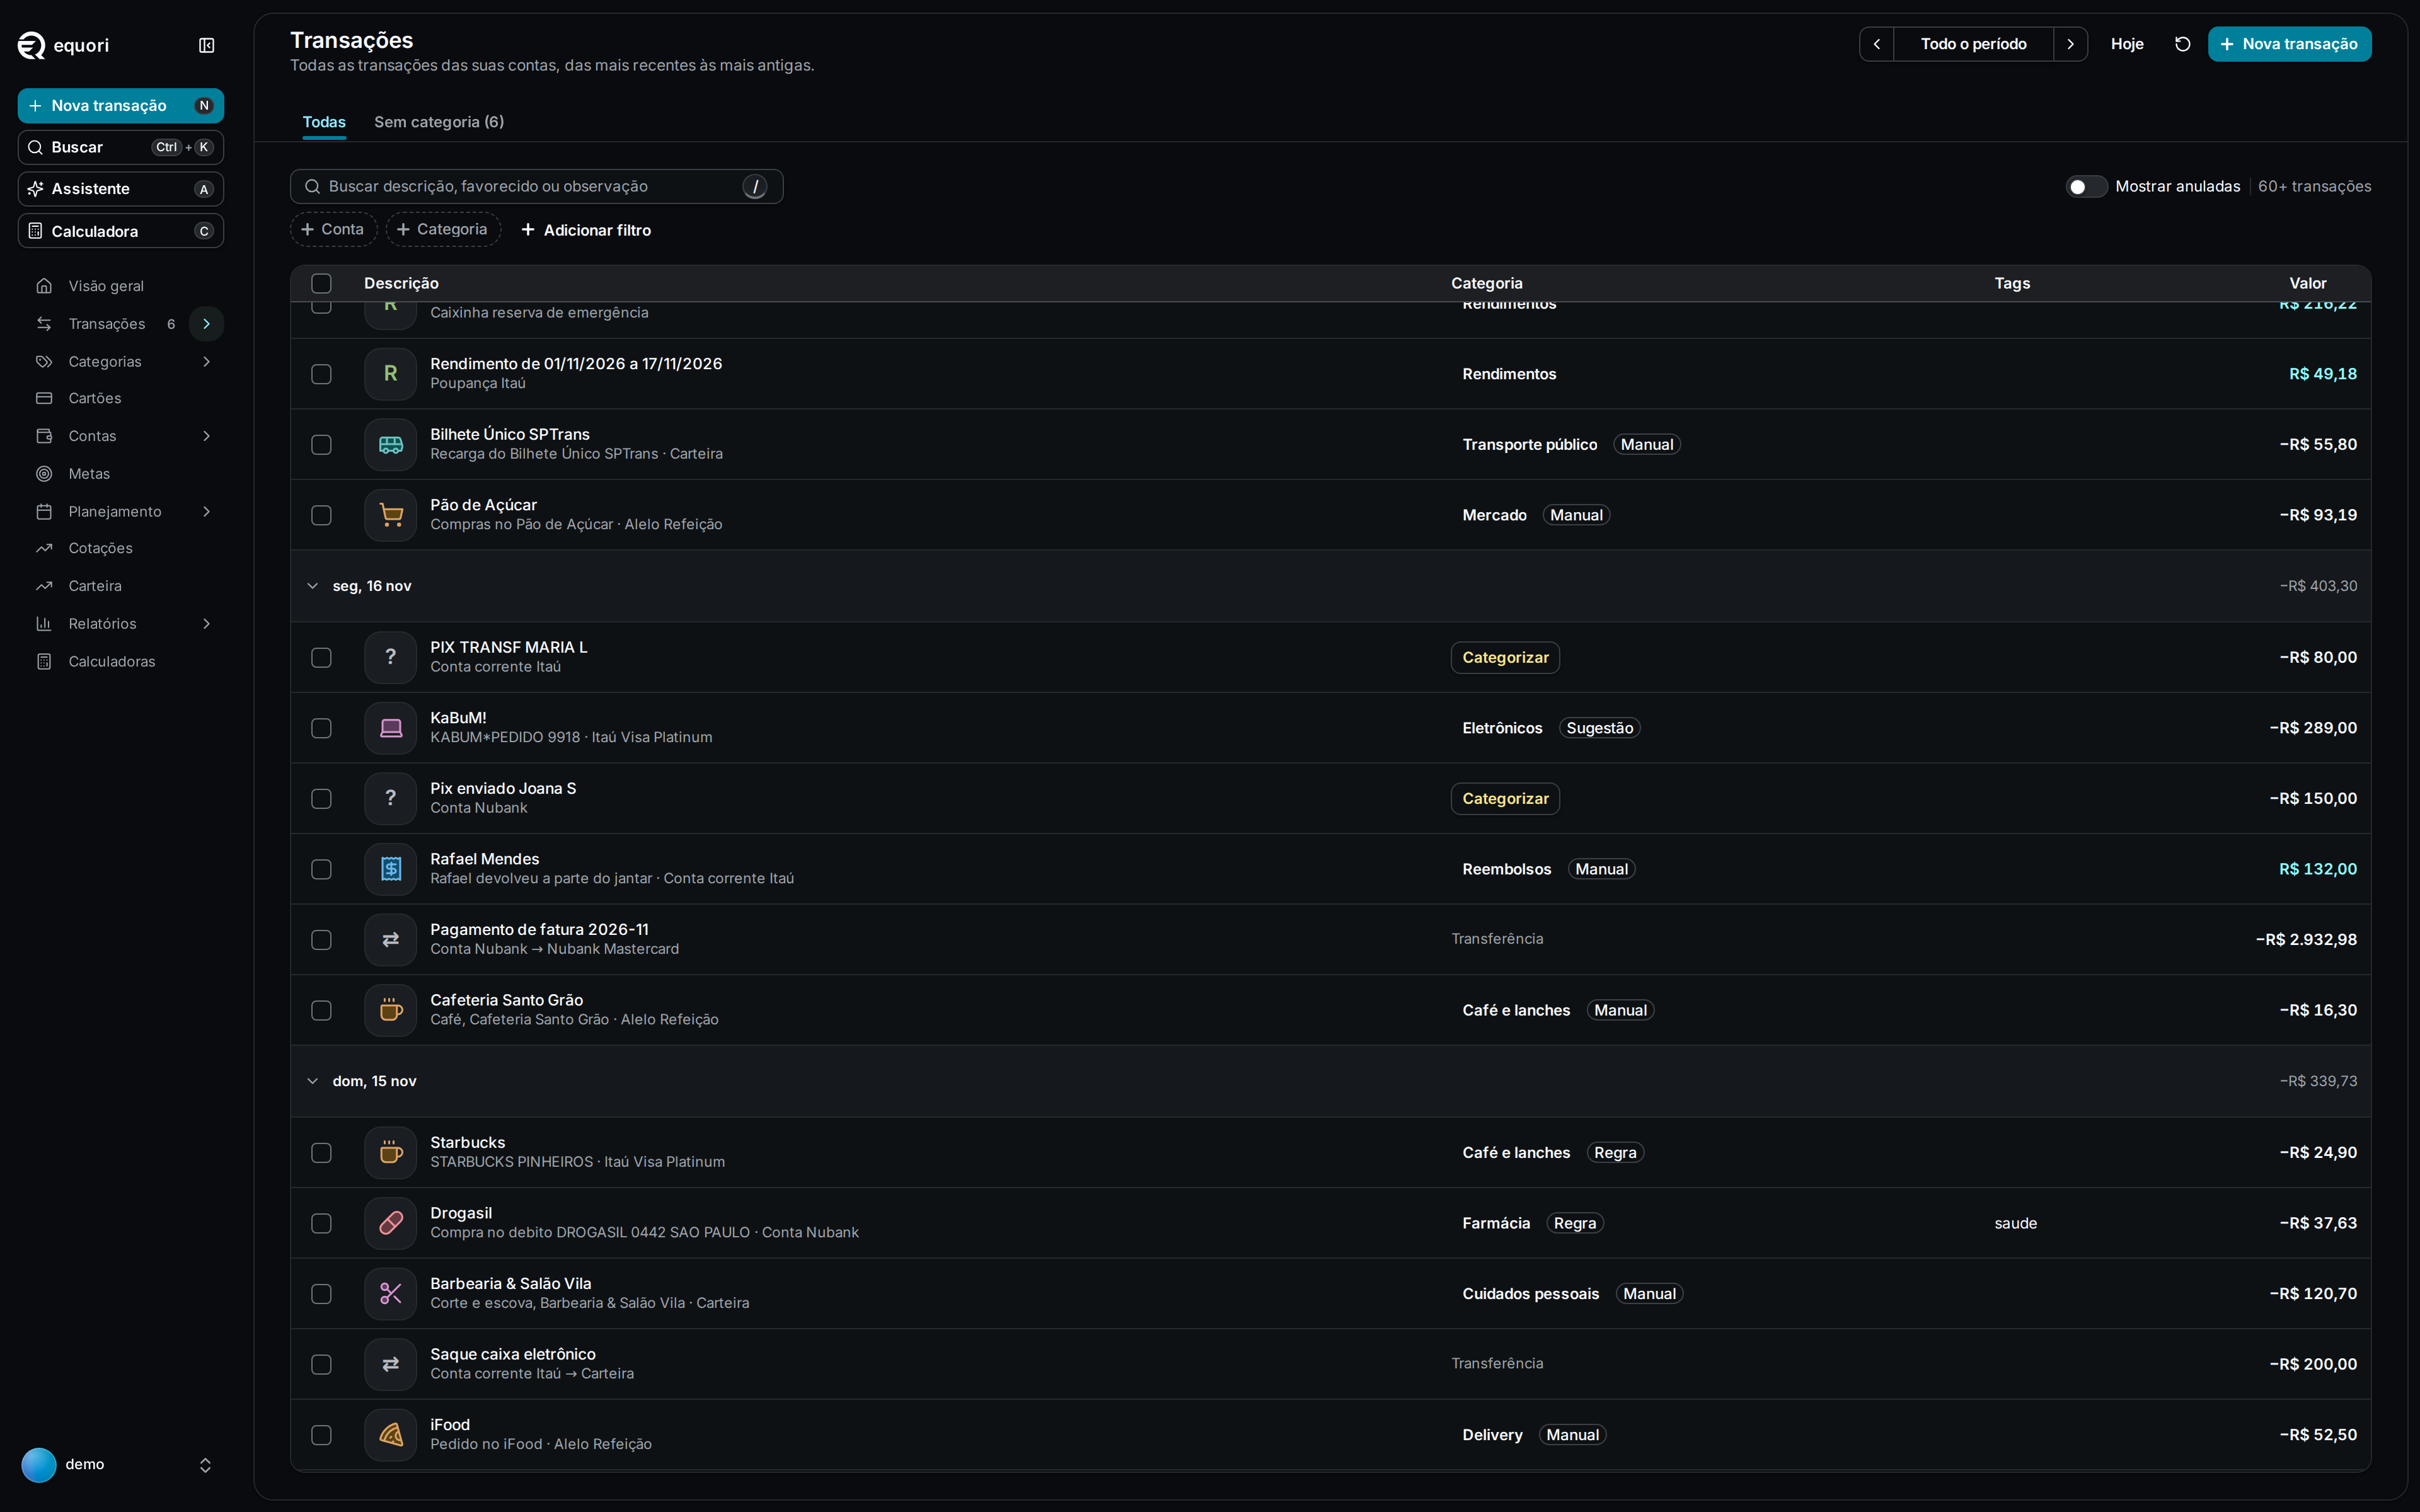 equori
Nova transação N
Buscar Ctrl + K
Assistente A
Calculadora C
Visão geral
Transações 6
Categorias
Cartões
Contas
Metas
Planejamento
Cotações
Carteira
Relatórios
Calculadoras
demo
Transações
Todas as transações das suas contas, das mais recentes às mais antigas.
Todo o período
Hoje
Nova transação
Todas
Sem categoria (6)
Buscar descrição, favorecido ou observação /
Mostrar anuladas
60+ transações
Conta
Categoria
Adicionar filtro
Descrição Categoria Tags Valor
R Rendimentos R$ 216,22
Caixinha reserva de emergência
R Rendimento de 01/11/2026 a 17/11/2026
Poupança Itaú
Rendimentos R$ 49,18
Bilhete Único SPTrans
Recarga do Bilhete Único SPTrans · Carteira
Transporte público Manual −R$ 55,80
Pão de Açúcar
Compras no Pão de Açúcar · Alelo Refeição
Mercado Manual −R$ 93,19
seg, 16 nov −R$ 403,30
? PIX TRANSF MARIA L
Conta corrente Itaú
Categorizar −R$ 80,00
KaBuM!
KABUM*PEDIDO 9918 · Itaú Visa Platinum
Eletrônicos Sugestão −R$ 289,00
? Pix enviado Joana S
Conta Nubank
Categorizar −R$ 150,00
Rafael Mendes
Rafael devolveu a parte do jantar · Conta corrente Itaú
Reembolsos Manual R$ 132,00
Pagamento de fatura 2026-11
Conta Nubank → Nubank Mastercard
Transferência −R$ 2.932,98
Cafeteria Santo Grão
Café, Cafeteria Santo Grão · Alelo Refeição
Café e lanches Manual −R$ 16,30
dom, 15 nov −R$ 339,73
Starbucks
STARBUCKS PINHEIROS · Itaú Visa Platinum
Café e lanches Regra −R$ 24,90
Drogasil
Compra no debito DROGASIL 0442 SAO PAULO · Conta Nubank
Farmácia Regra saude −R$ 37,63
Barbearia & Salão Vila
Corte e escova, Barbearia & Salão Vila · Carteira
Cuidados pessoais Manual −R$ 120,70
Saque caixa eletrônico
Conta corrente Itaú → Carteira
Transferência −R$ 200,00
iFood
Pedido no iFood · Alelo Refeição
Delivery Manual −R$ 52,50